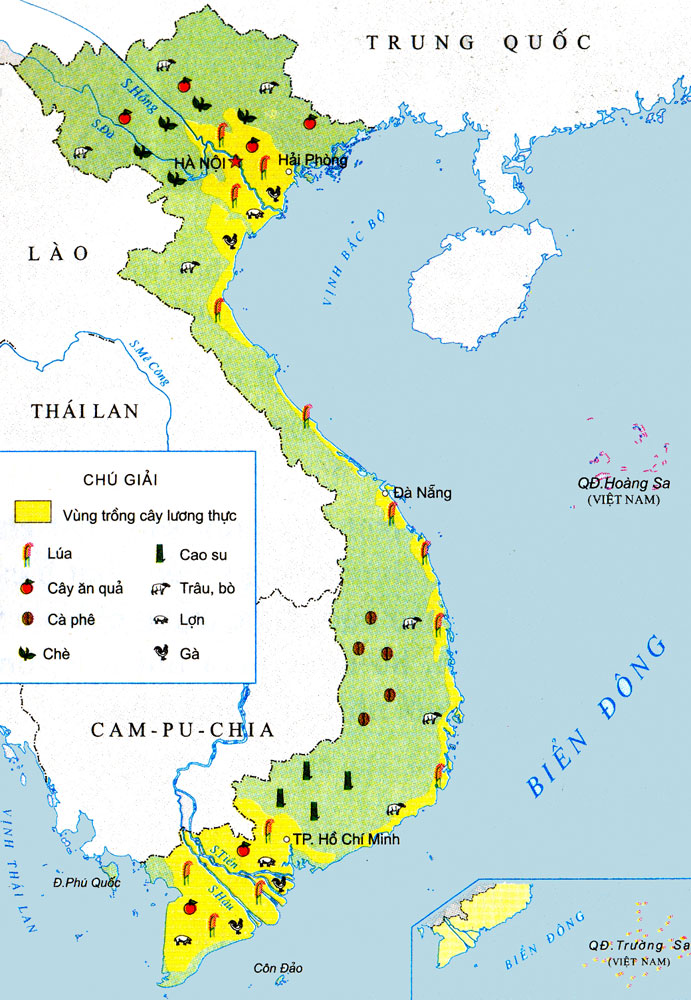 TRUNG QUỐC
S.Hồng
S.Đà
HÀ NỘI
Hải Phòng
LÀO
VỊNH BẮC BỘ
S.Mê Công
THÁI LAN
QĐ.Hoàng Sa
(VIỆT NAM)
CHÚ GIẢI
Vùng trồng cây lương thực
Lúa
Cao su
Cây ăn quả
Trâu, bò
Cà phê
Lợn
Chè
Gà
Đà Nẵng
CAM-PU-CHIA
BIỂN ĐÔNG
VỊNH THÁI LAN
TP. Hồ Chí Minh
S.Tiền
S.Hậu
Đ.Phú Quốc
Côn Đảo
BIỂN ĐÔNG
QĐ.Trường Sa
(VIỆT NAM)